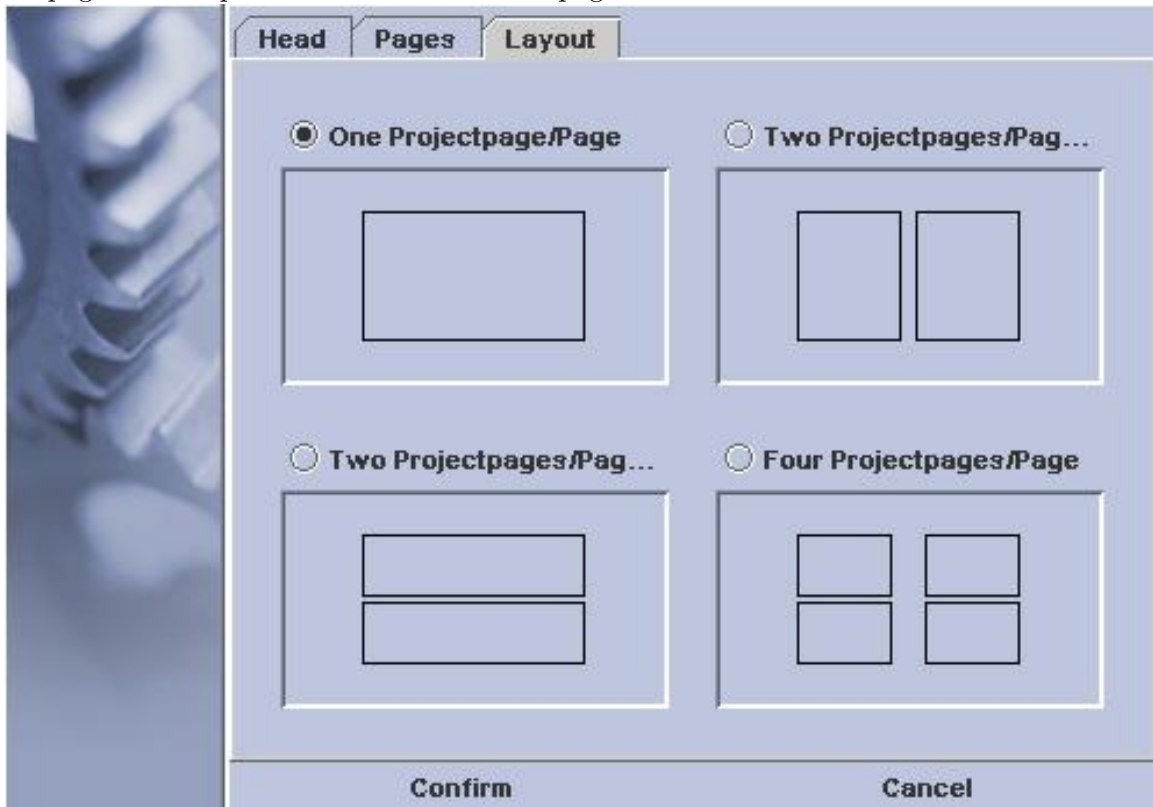 Head Pages Layout
One Projectpage/Page Two Projectpages/Pag...
Two Projectpages/Pag... Four Projectpages/Page
Confirm Cancel